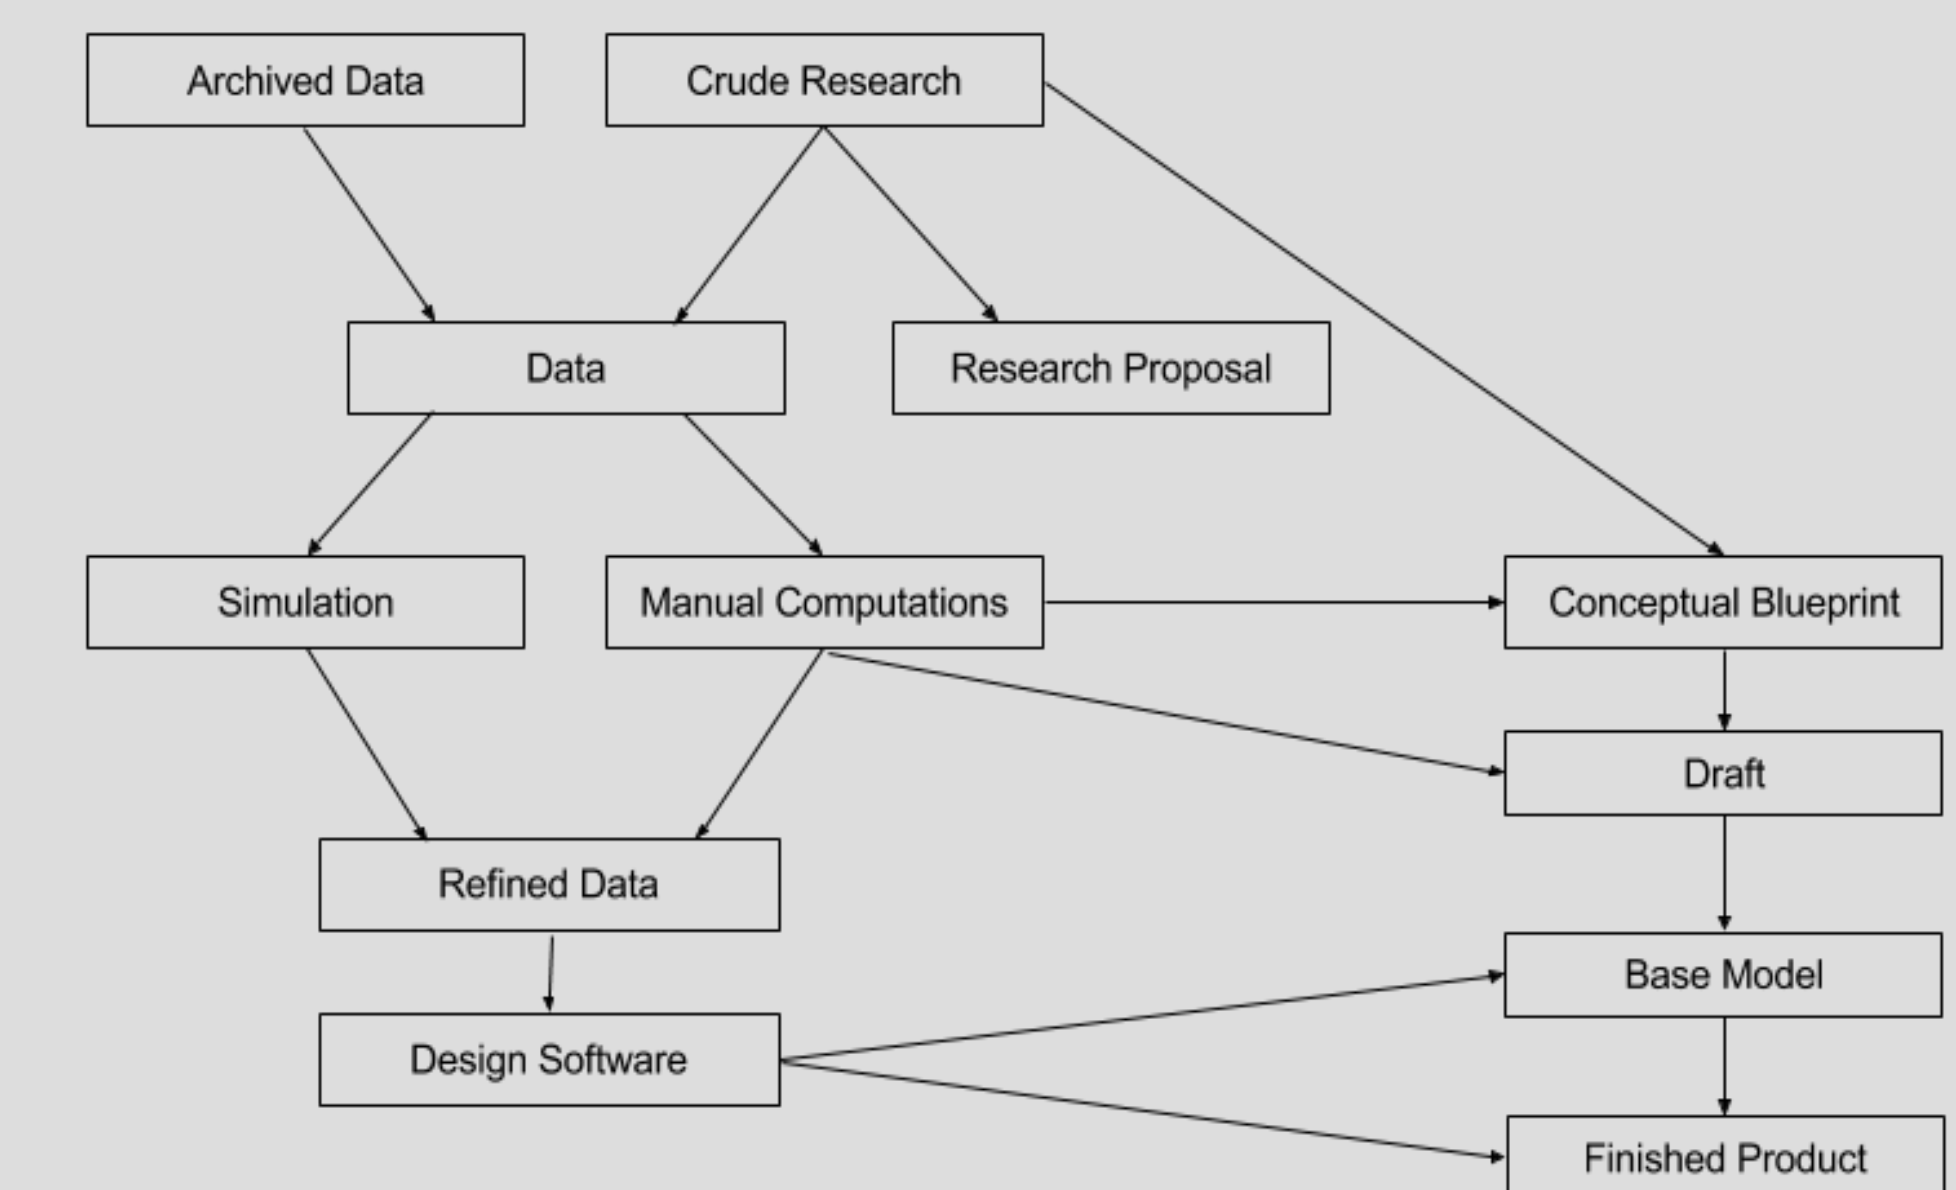 Archived Data
Crude Research
Data
Research Proposal
Simulation
Manual Computations
Conceptual Blueprint
Draft
Refined Data
Base Model
Design Software
Finished Product